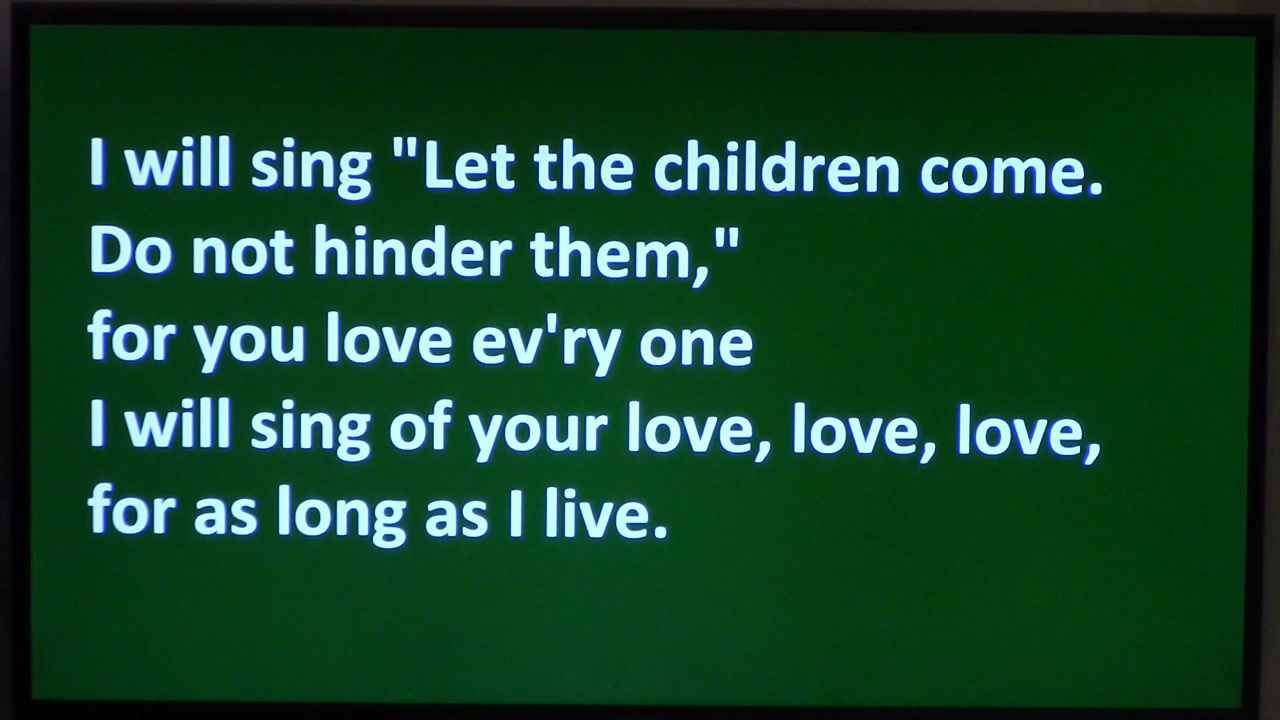 I will sing "Let the children come.
Do not hinder them,"
for you love ev'ry one
I will sing of your love, love, love,
for as long as I live.